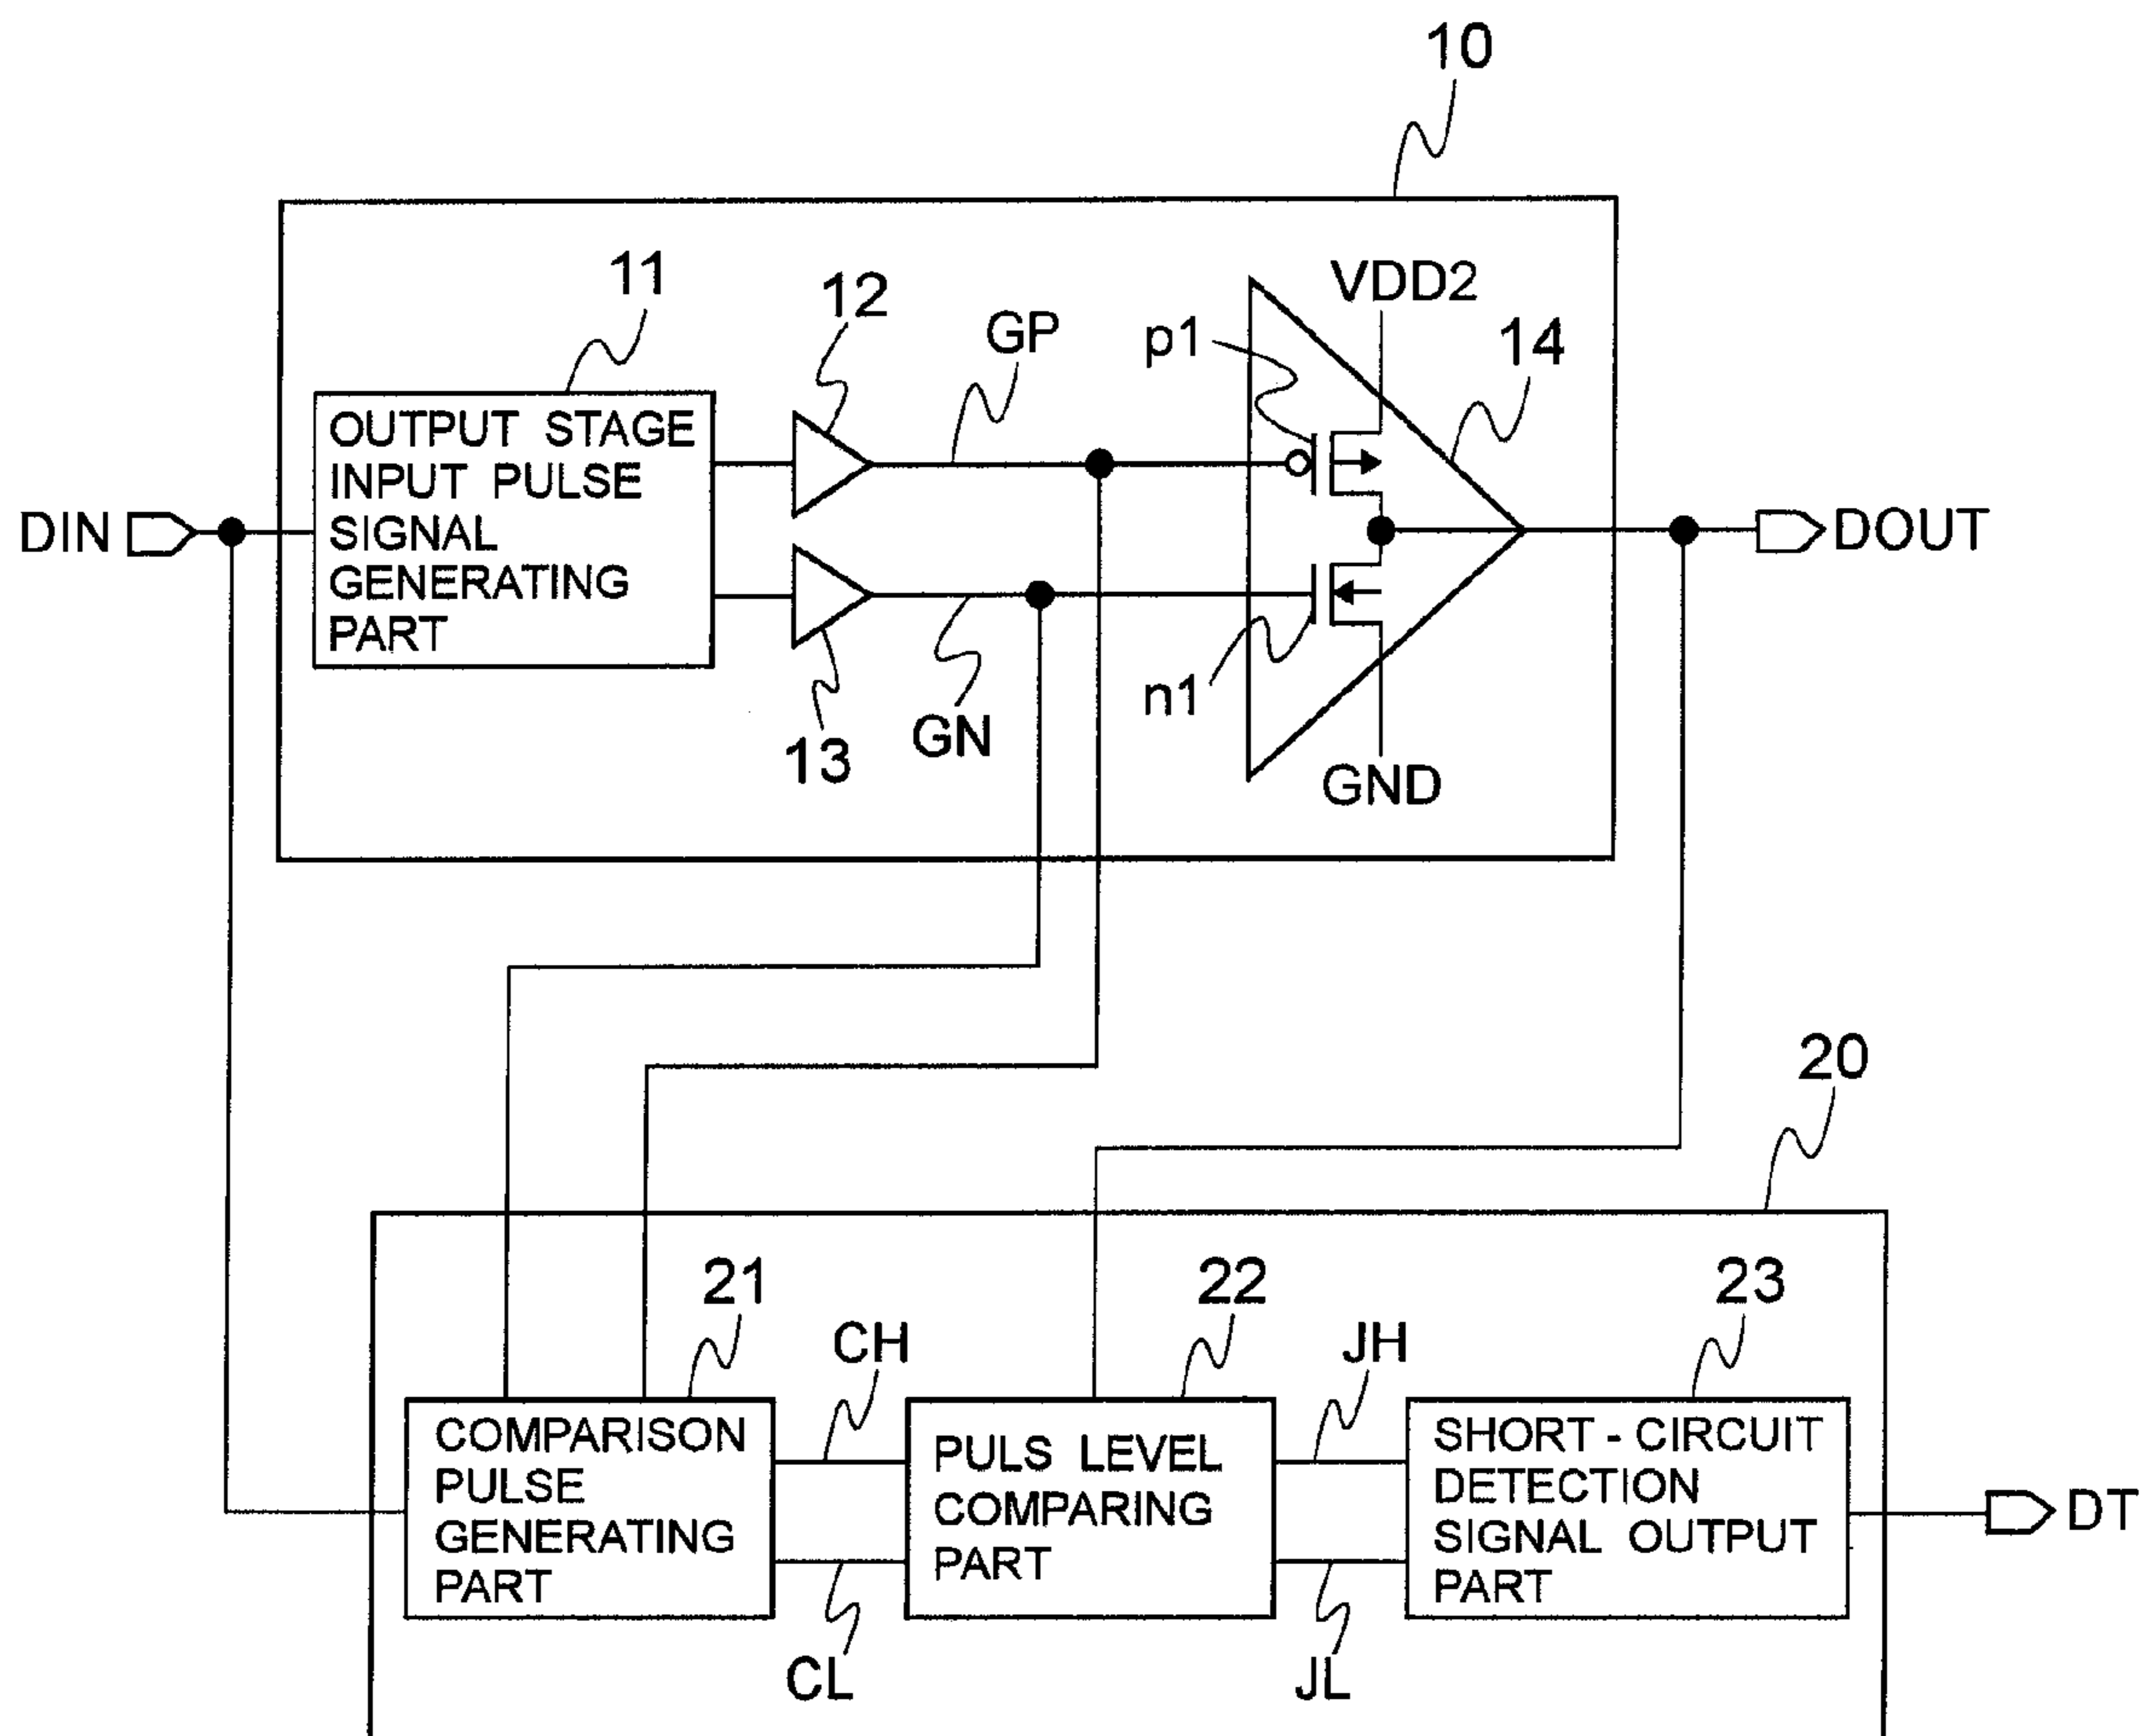 10
11
12
GP
VDD2
p1
14
OUTPUT STAGE
INPUT PULSE
SIGNAL
GENERATING
PART
DIN
DOUT
13
GN
n1
GND
20
21
22
23
CH
JH
COMPARISON
PULSE
GENERATING
PART
PULS LEVEL
COMPARING
PART
SHORT - CIRCUIT
DETECTION
SIGNAL OUTPUT
PART
DT
CL
JL